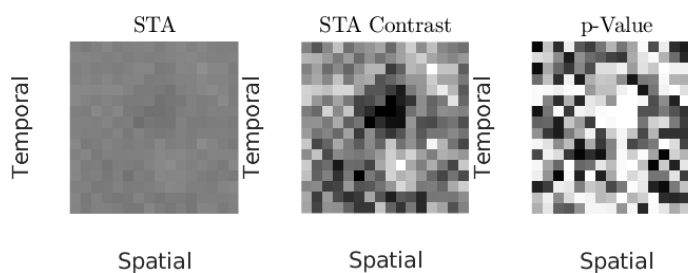 STA
STA Contrast
p-Value
Temporal
Temporal
Temporal
Spatial
Spatial
Spatial